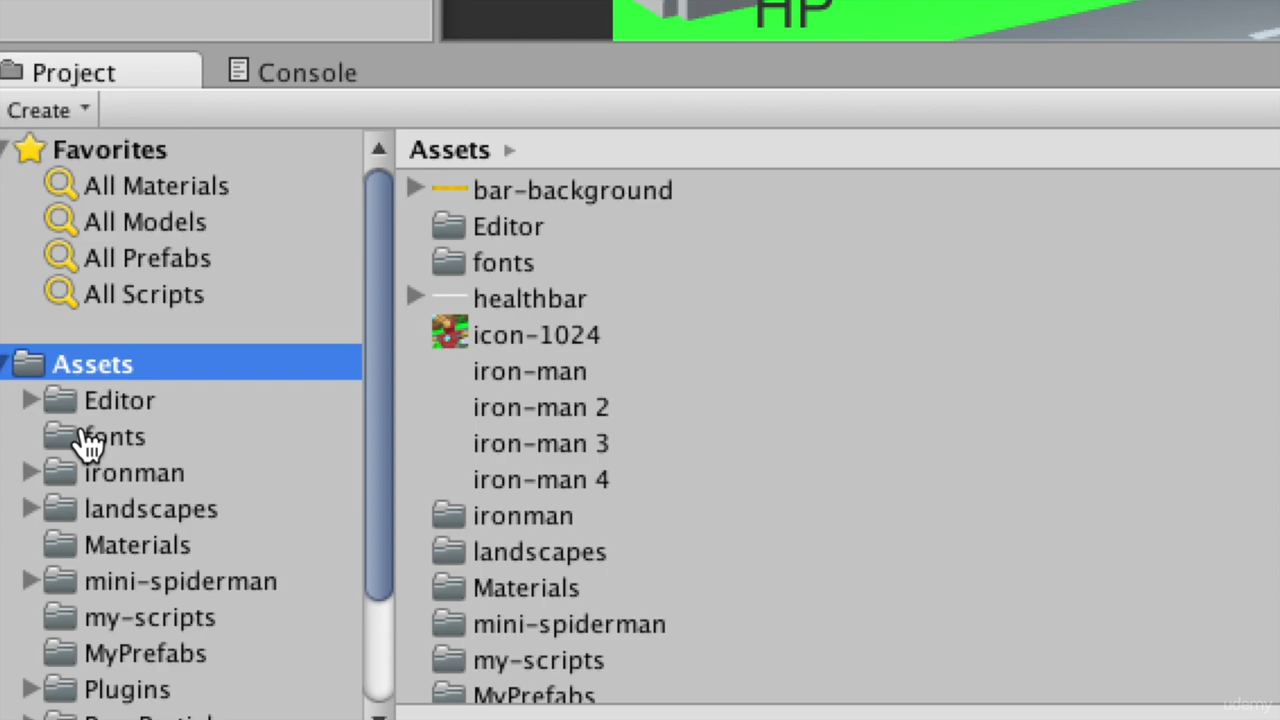 HP
Project
Console
Create
Favorites
All Materials
All Models
All Prefabs
All Scripts
Assets
Editor
fonts
ironman
landscapes
Materials
mini-spiderman
my-scripts
MyPrefabs
Plugins
Assets
bar-background
Editor
fonts
healthbar
icon-1024
iron-man
iron-man 2
iron-man 3
iron-man 4
ironman
landscapes
Materials
mini-spiderman
my-scripts
MyPrefabs
udemy